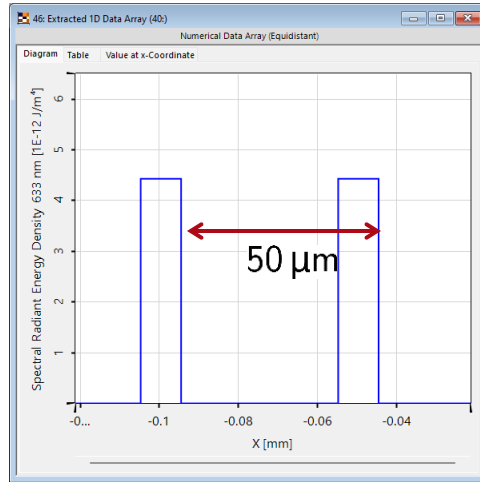 46: Extracted 1D Data Array (40:)
Numerical Data Array (Equidistant)
Diagram Table Value at x-Coordinate
Spectral Radiant Energy Density 633 nm [1E-12 J/m⁴]
6
5
4
3
2
1
50 µm
-0... -0.1 -0.08 -0.06 -0.04
X [mm]